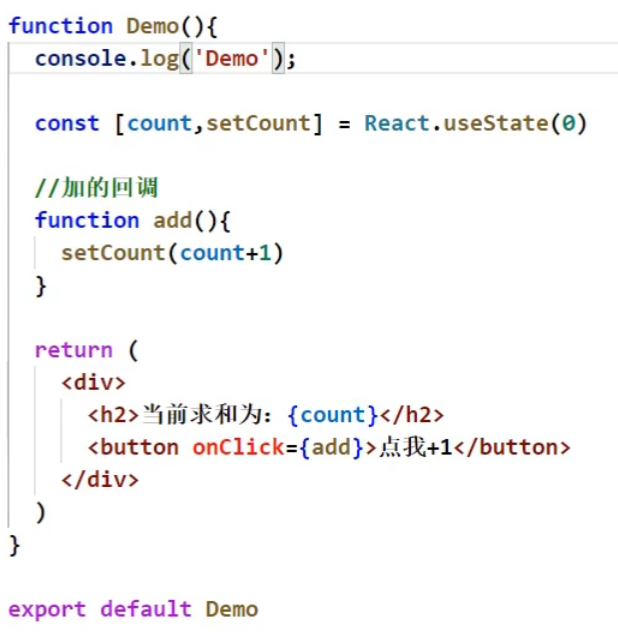 function Demo(){
console.log('Demo');
const [count,setCount] = React.useState(0)
//加的回调
function add(){
setCount(count+1)
}
return (
<div>
<h2>当前求和为：{count}</h2>
<button onClick={add}>点我+1</button>
</div>
)
}
export default Demo